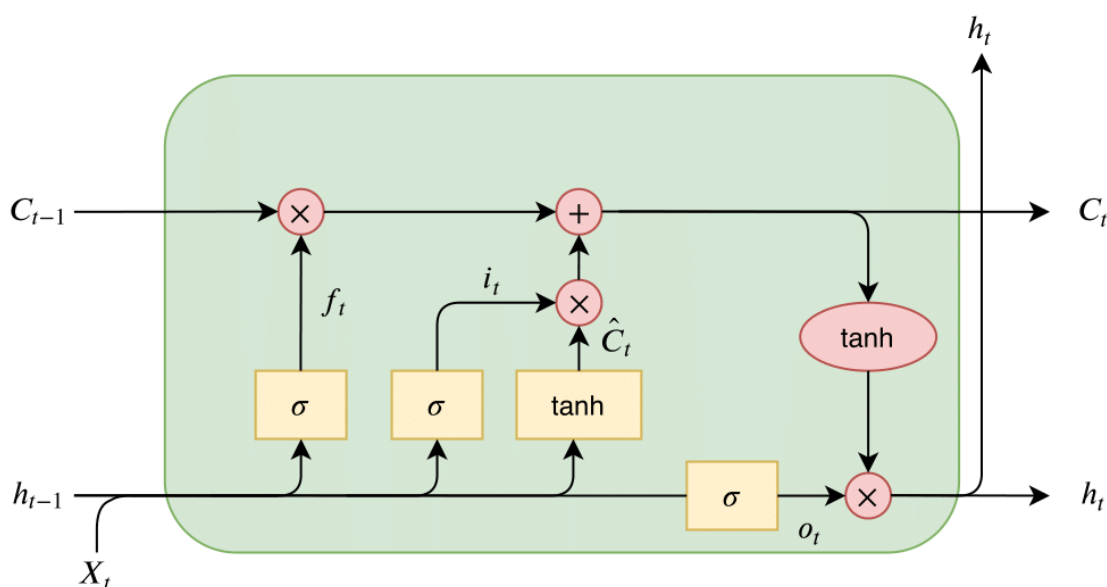 h_t
C_{t-1} × + C_t
f_t i_t × Ĉ_t
tanh
σ σ tanh
h_{t-1} σ o_t × h_t
X_t